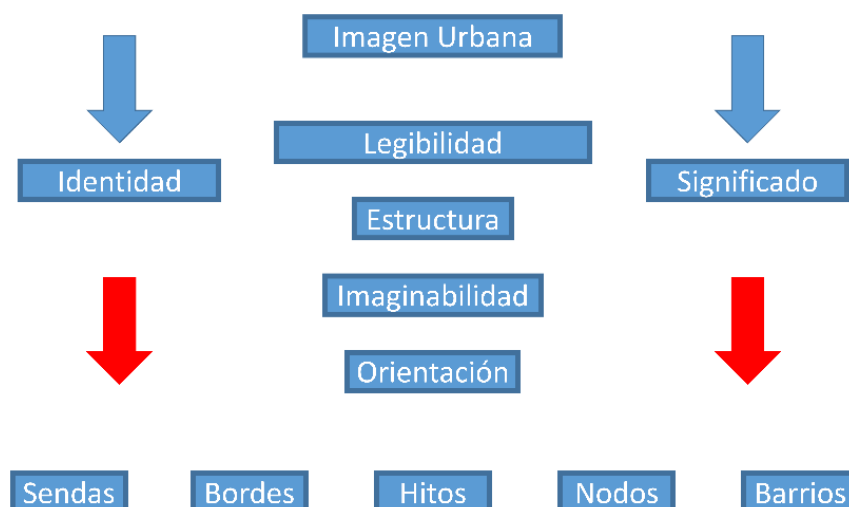 Imagen Urbana
Legibilidad
Identidad
Significado
Estructura
Imaginabilidad
Orientación
Sendas
Bordes
Hitos
Nodos
Barrios